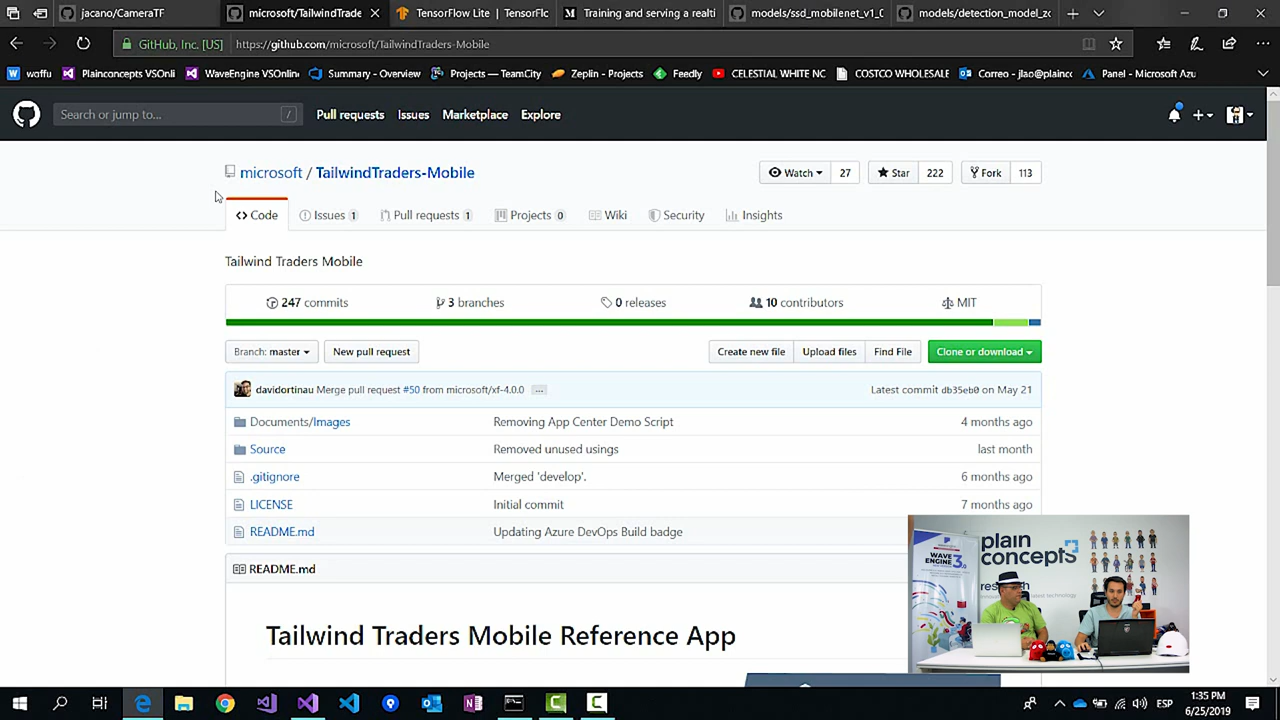 jacano/CameraTF
microsoft/TailwindTrade
TensorFlow Lite | TensorFlo
Training and serving a realti
models/ssd_mobilenet_v1_0
models/detection_model_zo
GitHub, Inc. [US]
https://github.com/microsoft/TailwindTraders-Mobile
waffu
Plainconcepts VSOnli
WaveEngine VSOnline
Summary - Overview
Projects — TeamCity
Zeplin - Projects
Feedly
CELESTIAL WHITE NC
COSTCO WHOLESALE
Correo - jlao@plainco
Panel - Microsoft Azu
Search or jump to...
/
Pull requests
Issues
Marketplace
Explore
microsoft / TailwindTraders-Mobile
Watch 27
Star 222
Fork 113
Code
Issues 1
Pull requests 1
Projects 0
Wiki
Security
Insights
Tailwind Traders Mobile
247 commits
3 branches
0 releases
10 contributors
MIT
Branch: master
New pull request
Create new file
Upload files
Find File
Clone or download
davidortinau Merge pull request #50 from microsoft/xf-4.0.0 ...
Latest commit db35eb0 on May 21
Documents/Images
Removing App Center Demo Script
4 months ago
Source
Removed unused usings
last month
.gitignore
Merged 'develop'.
6 months ago
LICENSE
Initial commit
7 months ago
README.md
Updating Azure DevOps Build badge
README.md
Tailwind Traders Mobile Reference App
plain
concepts
WAVE
ENGINE 3.0
ESP
1:35 PM
6/25/2019